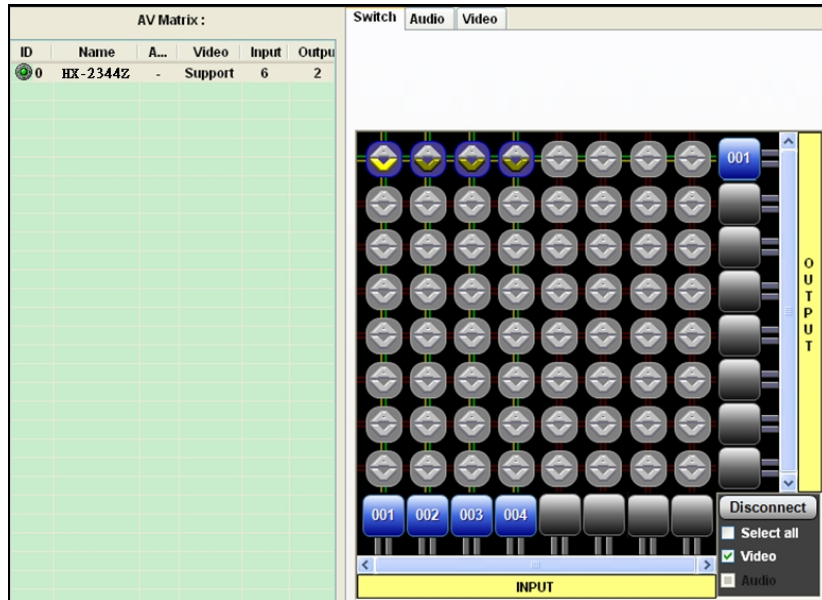 AV Matrix :
ID Name A... Video Input Outpu
0 HX-2344Z - Support 6 2
Switch Audio Video
001
OUTPUT
001 002 003 004
Disconnect
Select all
Video
Audio
INPUT